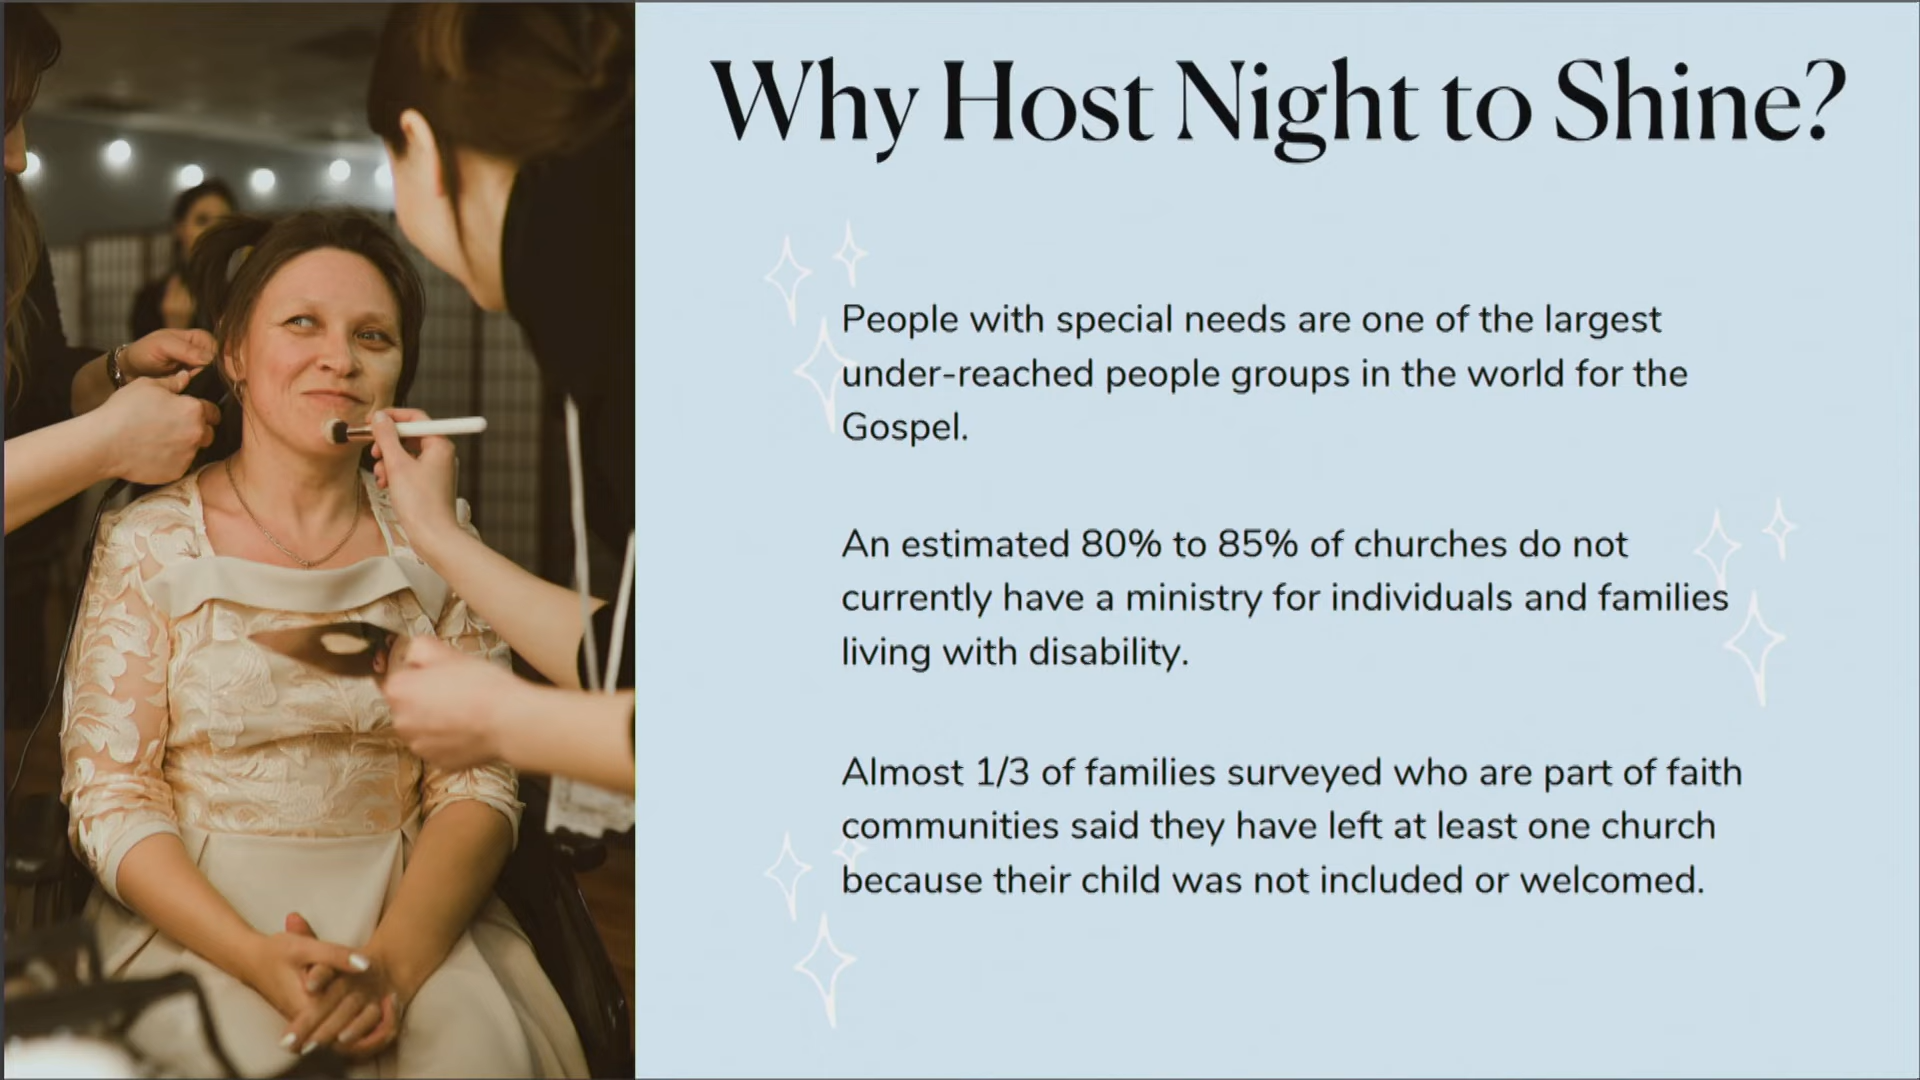 Why Host Night to Shine?
People with special needs are one of the largest
under-reached people groups in the world for the
Gospel.
An estimated 80% to 85% of churches do not
currently have a ministry for individuals and families
living with disability.
Almost 1/3 of families surveyed who are part of faith
communities said they have left at least one church
because their child was not included or welcomed.